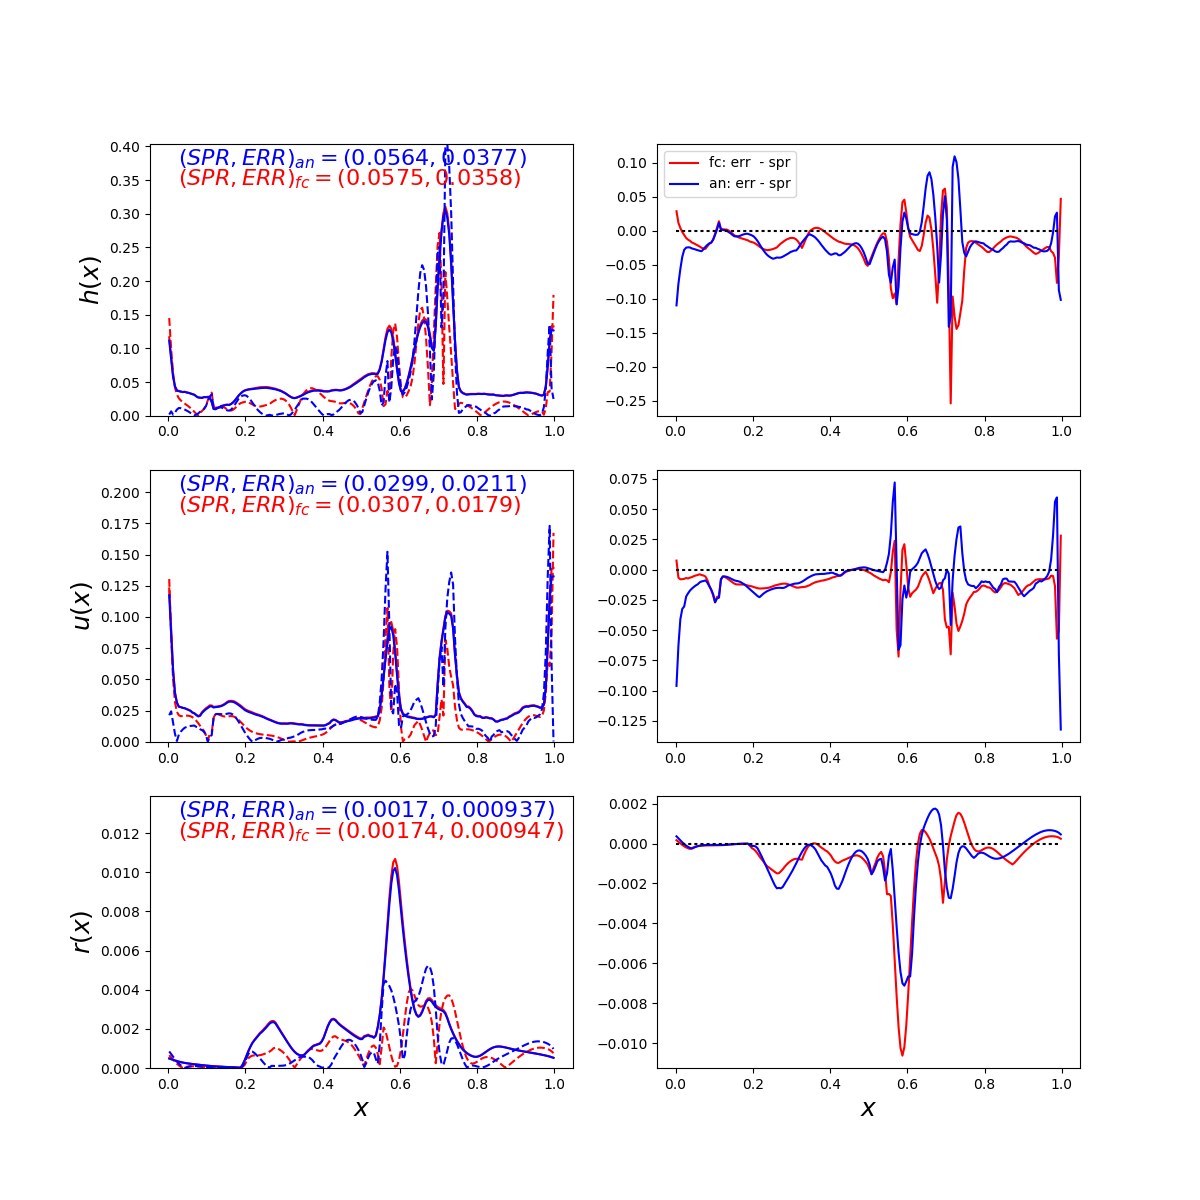 (SPR, ERR)an = (0.0564, 0.0377)
(SPR, ERR)fc = (0.0575, 0.0358)
h(x)
0.40
0.35
0.30
0.25
0.20
0.15
0.10
0.05
0.00
0.0 0.2 0.4 0.6 0.8 1.0
fc: err - spr
an: err - spr
0.10
0.05
0.00
−0.05
−0.10
−0.15
−0.20
−0.25
0.0 0.2 0.4 0.6 0.8 1.0
(SPR, ERR)an = (0.0299, 0.0211)
(SPR, ERR)fc = (0.0307, 0.0179)
u(x)
0.200
0.175
0.150
0.125
0.100
0.075
0.050
0.025
0.000
0.0 0.2 0.4 0.6 0.8 1.0
0.075
0.050
0.025
0.000
−0.025
−0.050
−0.075
−0.100
−0.125
0.0 0.2 0.4 0.6 0.8 1.0
(SPR, ERR)an = (0.0017, 0.000937)
(SPR, ERR)fc = (0.00174, 0.000947)
r(x)
0.012
0.010
0.008
0.006
0.004
0.002
0.000
0.0 0.2 0.4 0.6 0.8 1.0
x
0.002
0.000
−0.002
−0.004
−0.006
−0.008
−0.010
0.0 0.2 0.4 0.6 0.8 1.0
x